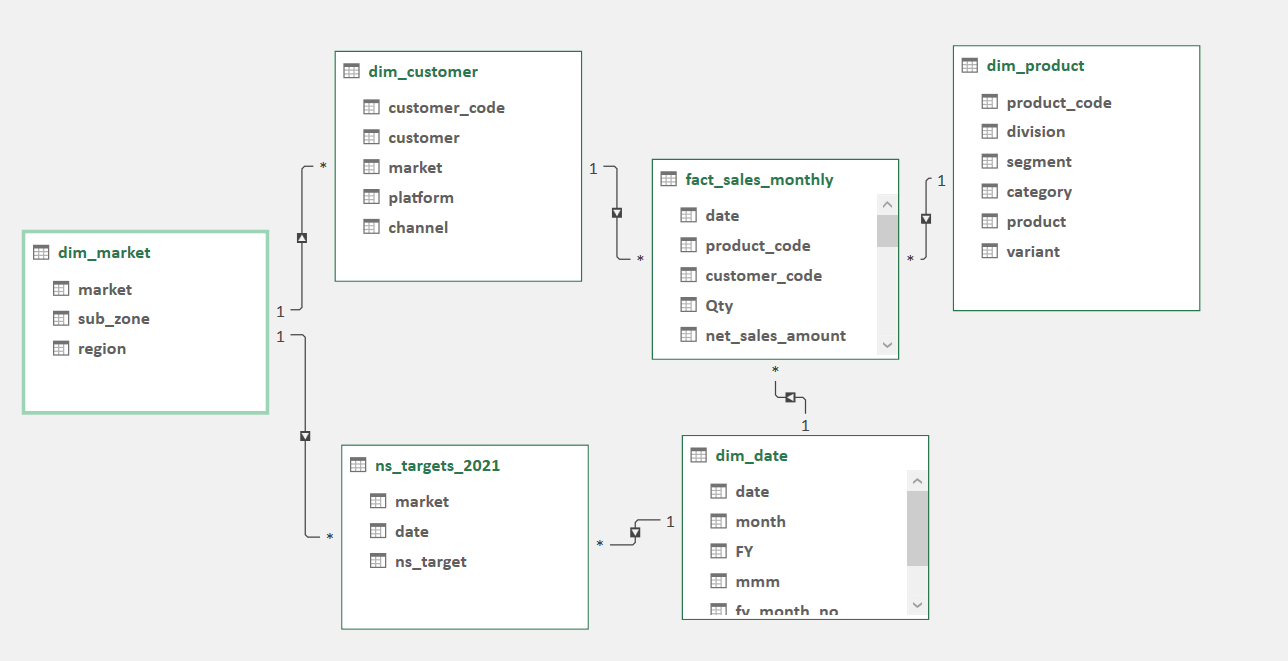 dim_customer
customer_code
customer
market
platform
channel
dim_product
product_code
division
segment
category
product
variant
fact_sales_monthly
date
product_code
customer_code
Qty
net_sales_amount
dim_market
market
sub_zone
region
ns_targets_2021
market
date
ns_target
dim_date
date
month
FY
mmm
fy_month_no
*
1
1
*
1
*
1
*
*
1
1
*